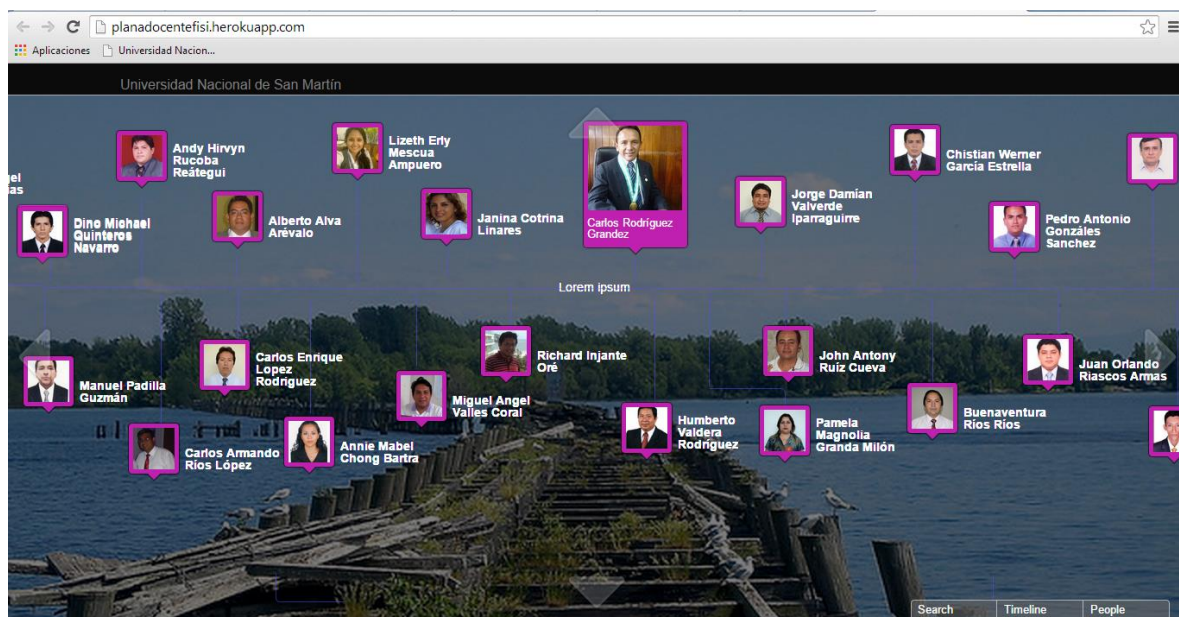 planadocentefisi.herokuapp.com
Aplicaciones
Universidad Nacion...
Universidad Nacional de San Martín
Andy Hirvyn
Rucoba
Reátegui
Lizeth Erly
Mescua
Ampuero
Carlos Rodríguez
Grandez
Chistian Werner
García Estrella
Dino Michael
Quinteros
Navarro
Alberto Alva
Arévalo
Janina Cotrina
Linares
Jorge Damían
Valverde
Iparraguirre
Pedro Antonio
Gonzáles
Sanchez
Lorem ipsum
Manuel Padilla
Guzmán
Carlos Enrique
Lopez
Rodríguez
Richard Injante
Oré
John Antony
Ruíz Cueva
Juan Orlando
Riascos Armas
Carlos Armando
Ríos López
Annie Mabel
Chong Bartra
Miguel Angel
Valles Coral
Humberto
Valdera
Rodríguez
Pamela
Magnolia
Granda Milón
Buenaventura
Ríos Ríos
Search
Timeline
People